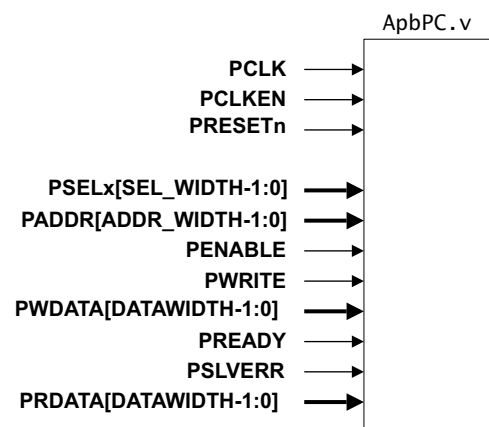 ApbPC.v
PCLK
PCLKEN
PRESETn
PSELx[SEL_WIDTH-1:0]
PADDR[ADDR_WIDTH-1:0]
PENABLE
PWRITE
PWDATA[DATAWIDTH-1:0]
PREADY
PSLVERR
PRDATA[DATAWIDTH-1:0]